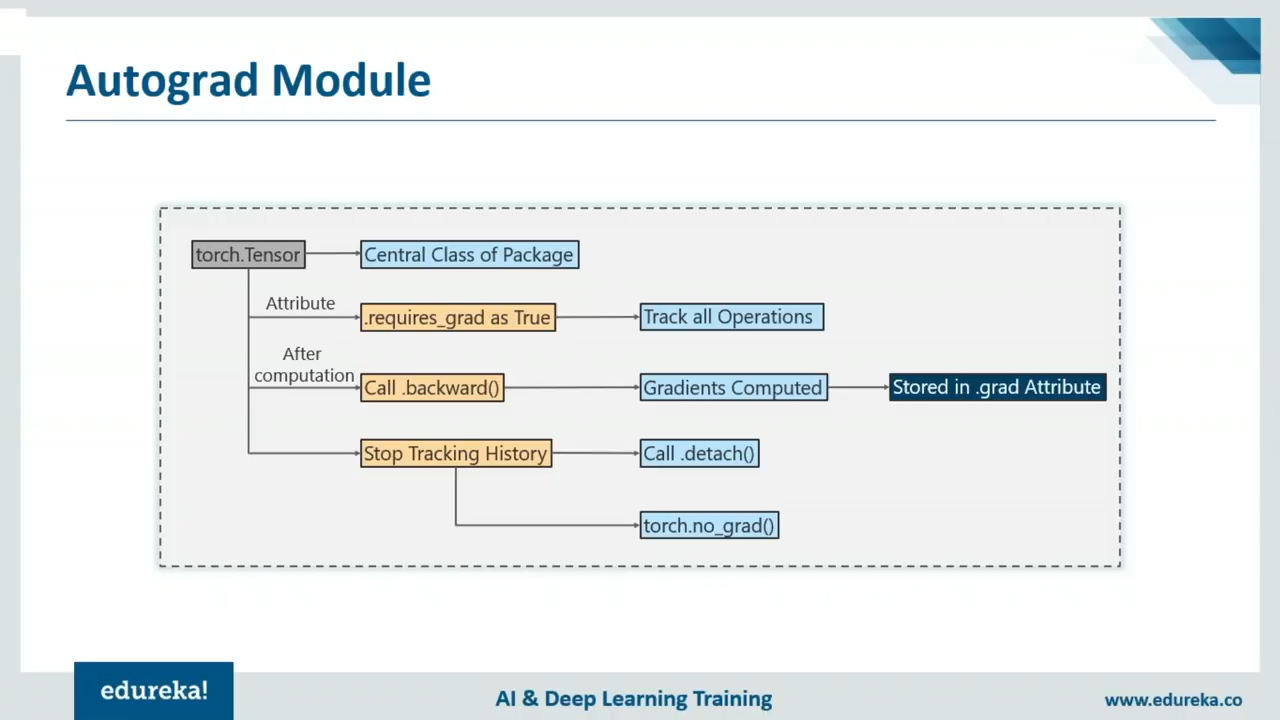 Autograd Module
torch.Tensor
Central Class of Package
Attribute
.requires_grad as True
Track all Operations
After
computation
Call .backward()
Gradients Computed
Stored in .grad Attribute
Stop Tracking History
Call .detach()
torch.no_grad()
edureka!
AI & Deep Learning Training
www.edureka.co